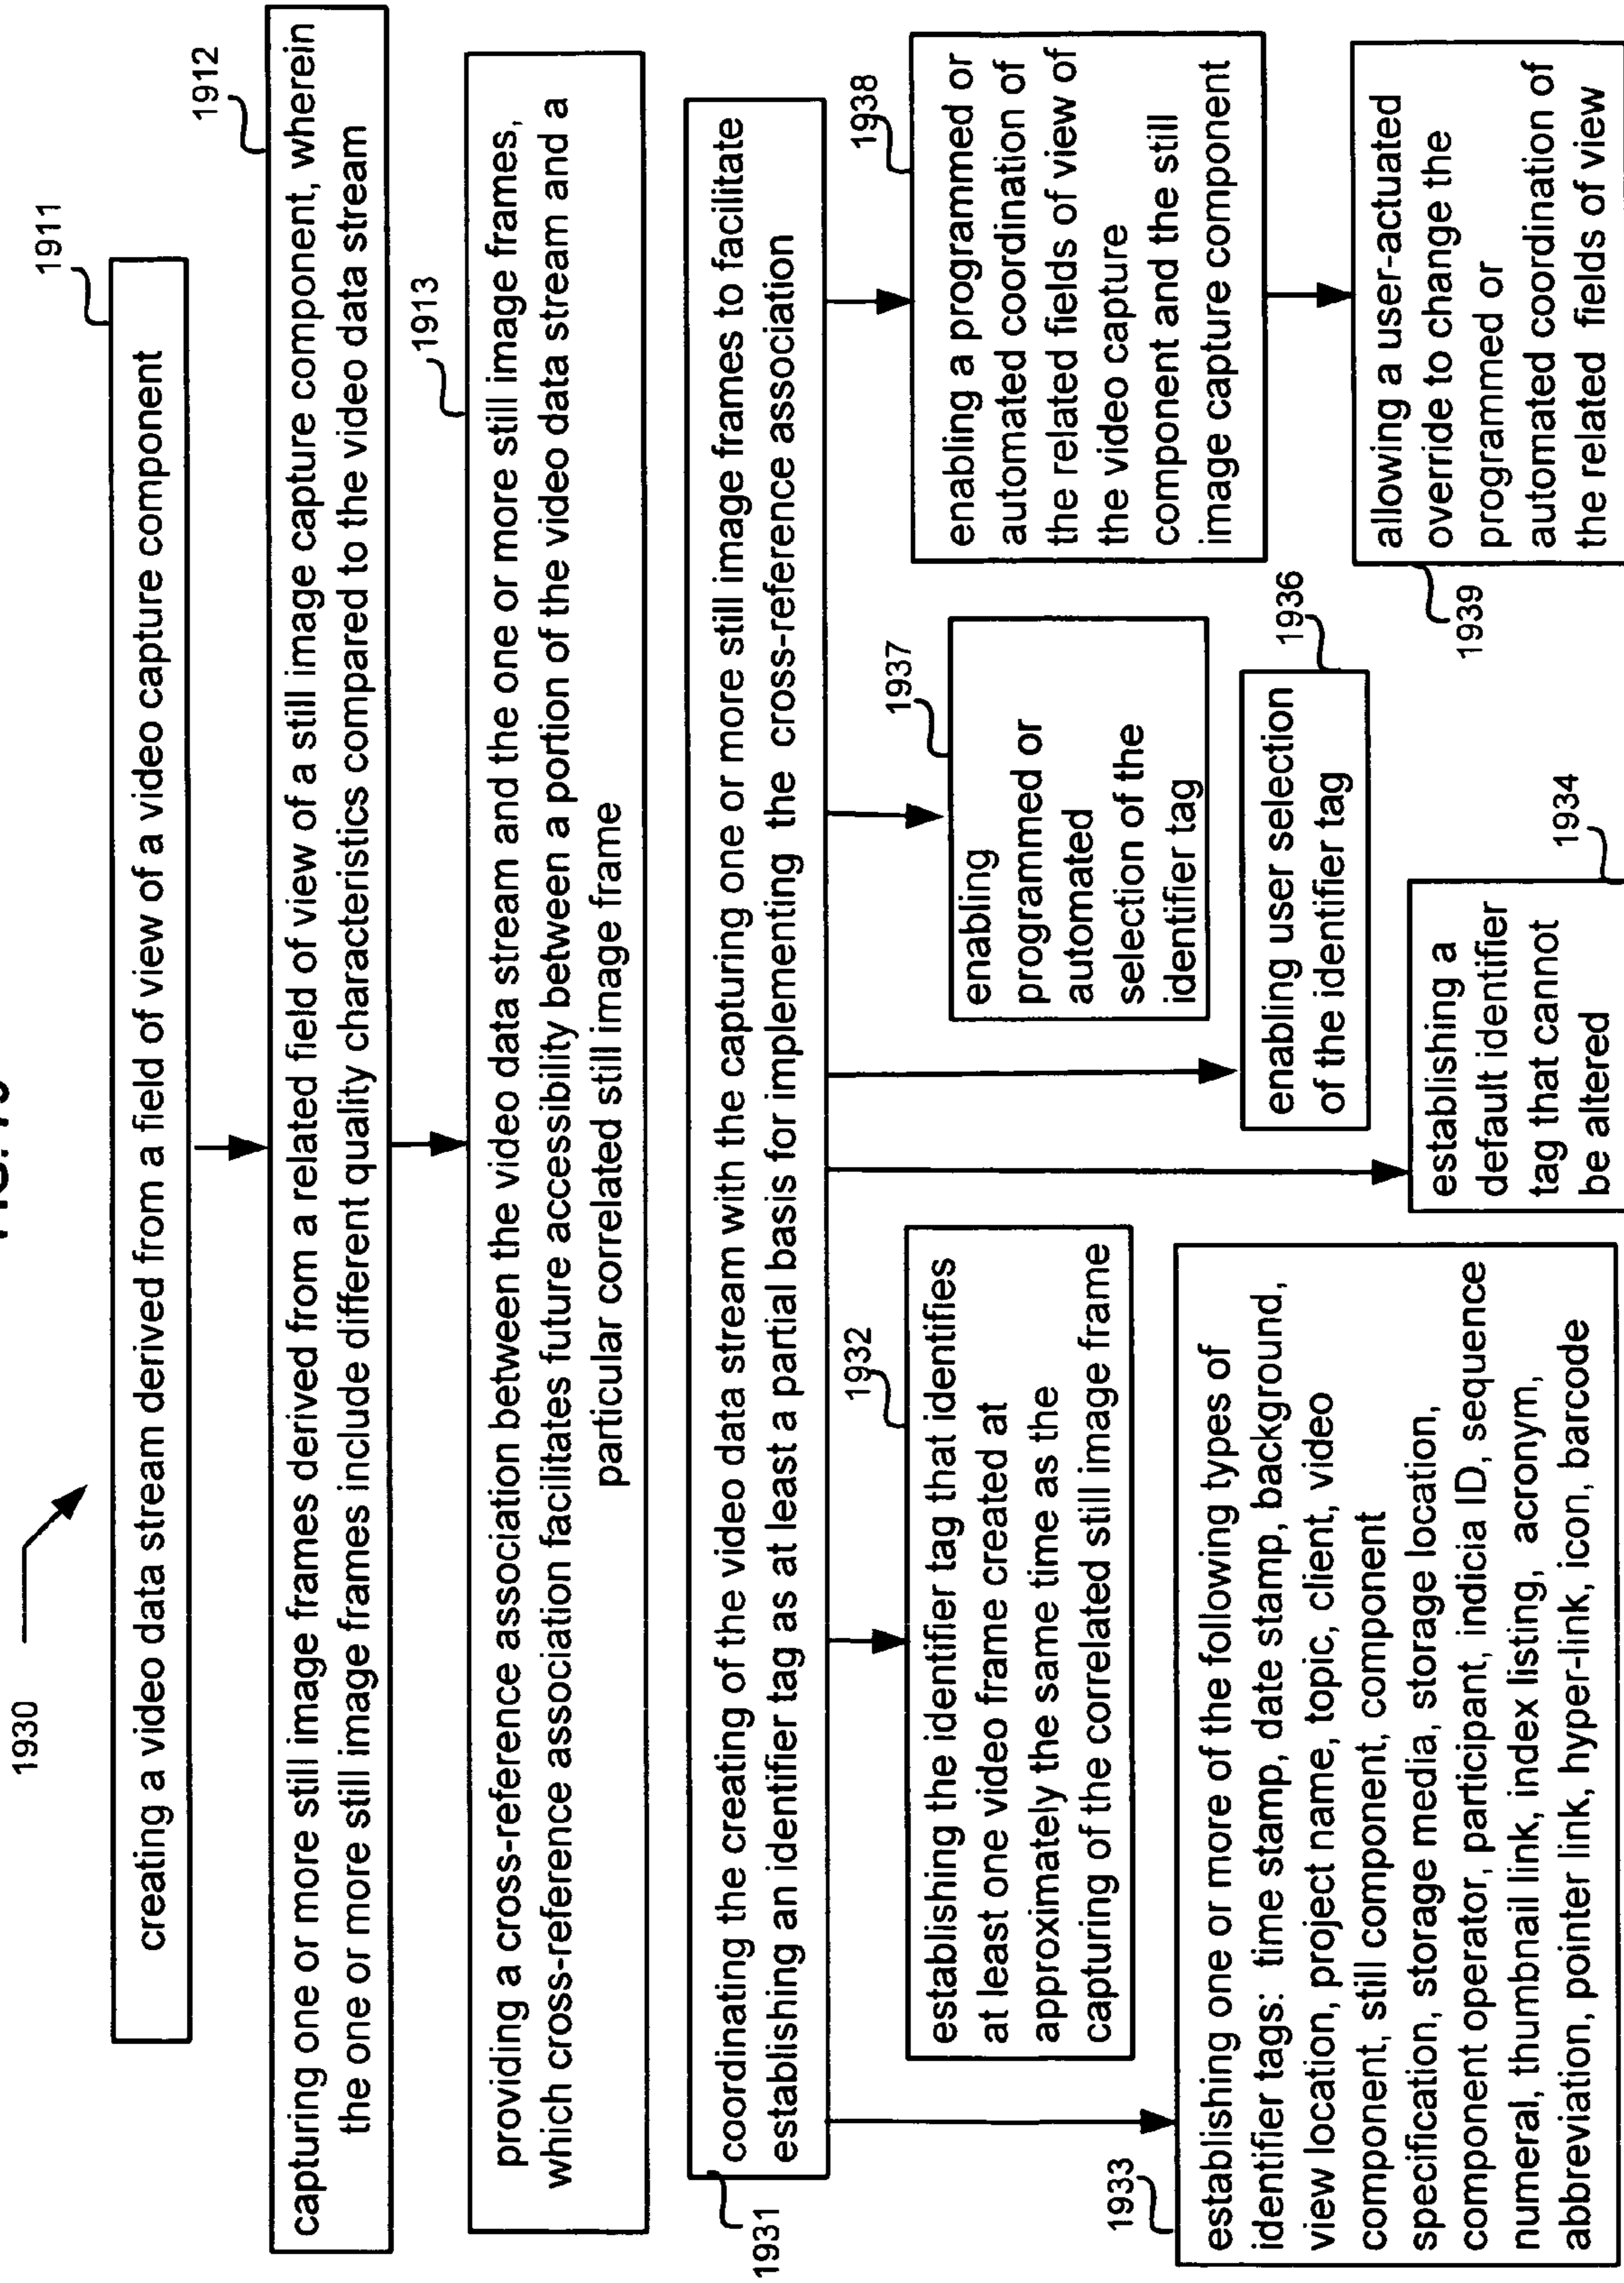 FIG.
1930
1911
creating a video data stream derived from a field of view of a video capture component
1912
capturing one or more still image frames derived from a related field of view of a still image capture component, wherein
the one or more still image frames include different quality characteristics compared to the video data stream
1913
providing a cross-reference association between the video data stream and the one or more still image frames,
which cross-reference association facilitates future accessibility between a portion of the video data stream and a
particular correlated still image frame
1931
coordinating the creating of the video data stream with the capturing one or more still image frames to facilitate
establishing an identifier tag as at least a partial basis for implementing the cross-reference association
1932
establishing the identifier tag that identifies
at least one video frame created at
approximately the same time as the
capturing of the correlated still image frame
1933
establishing one or more of the following types of
identifier tags: time stamp, date stamp, background,
view location, project name, topic, client, video
component, still component, component
specification, storage media, storage location,
component operator, participant, indicia ID, sequence
numeral, thumbnail link, index listing, acronym,
abbreviation, pointer link, hyper-link, icon, barcode
1934
establishing a
default identifier
tag that cannot
be altered
1936
enabling user selection
of the identifier tag
1937
enabling
programmed or
automated
selection of the
identifier tag
1938
enabling a programmed or
automated coordination of
the related fields of view of
the video capture
component and the still
image capture component
1939
allowing a user-actuated
override to change the
programmed or
automated coordination of
the related fields of view